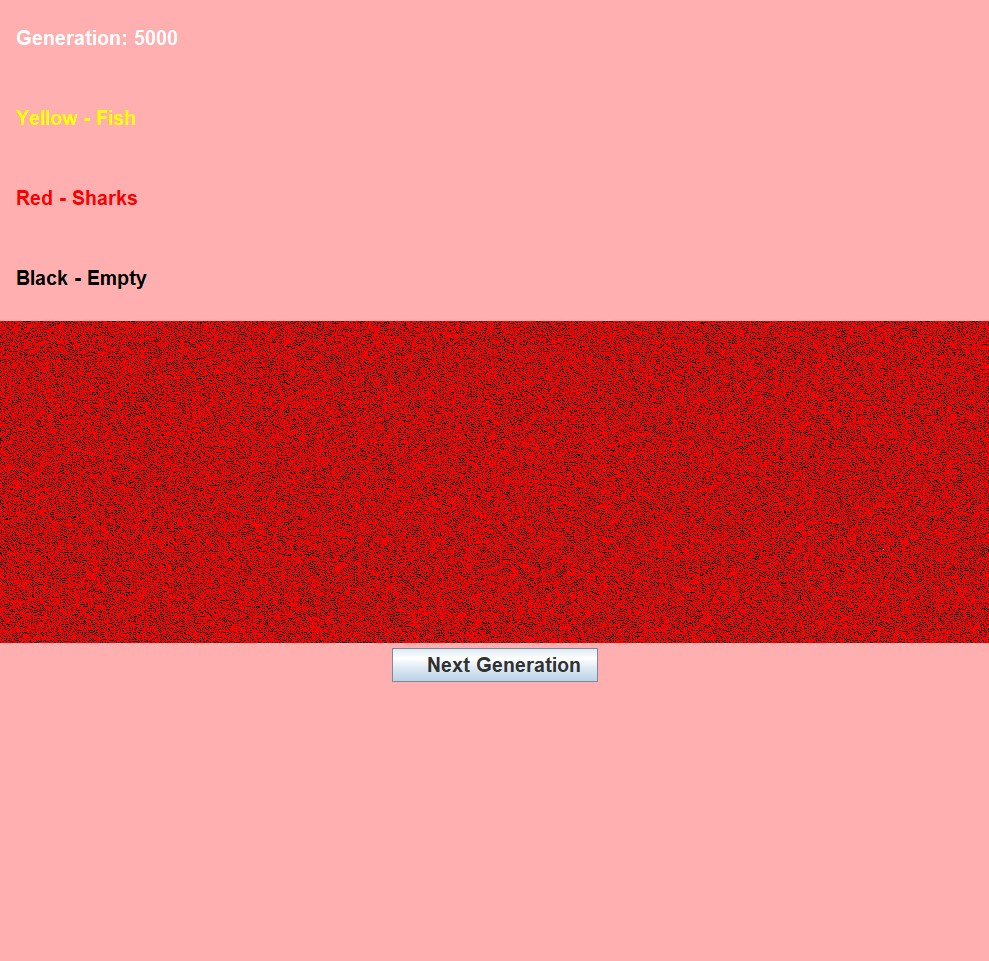 Generation: 5000
Yellow - Fish
Red - Sharks
Black - Empty
Next Generation